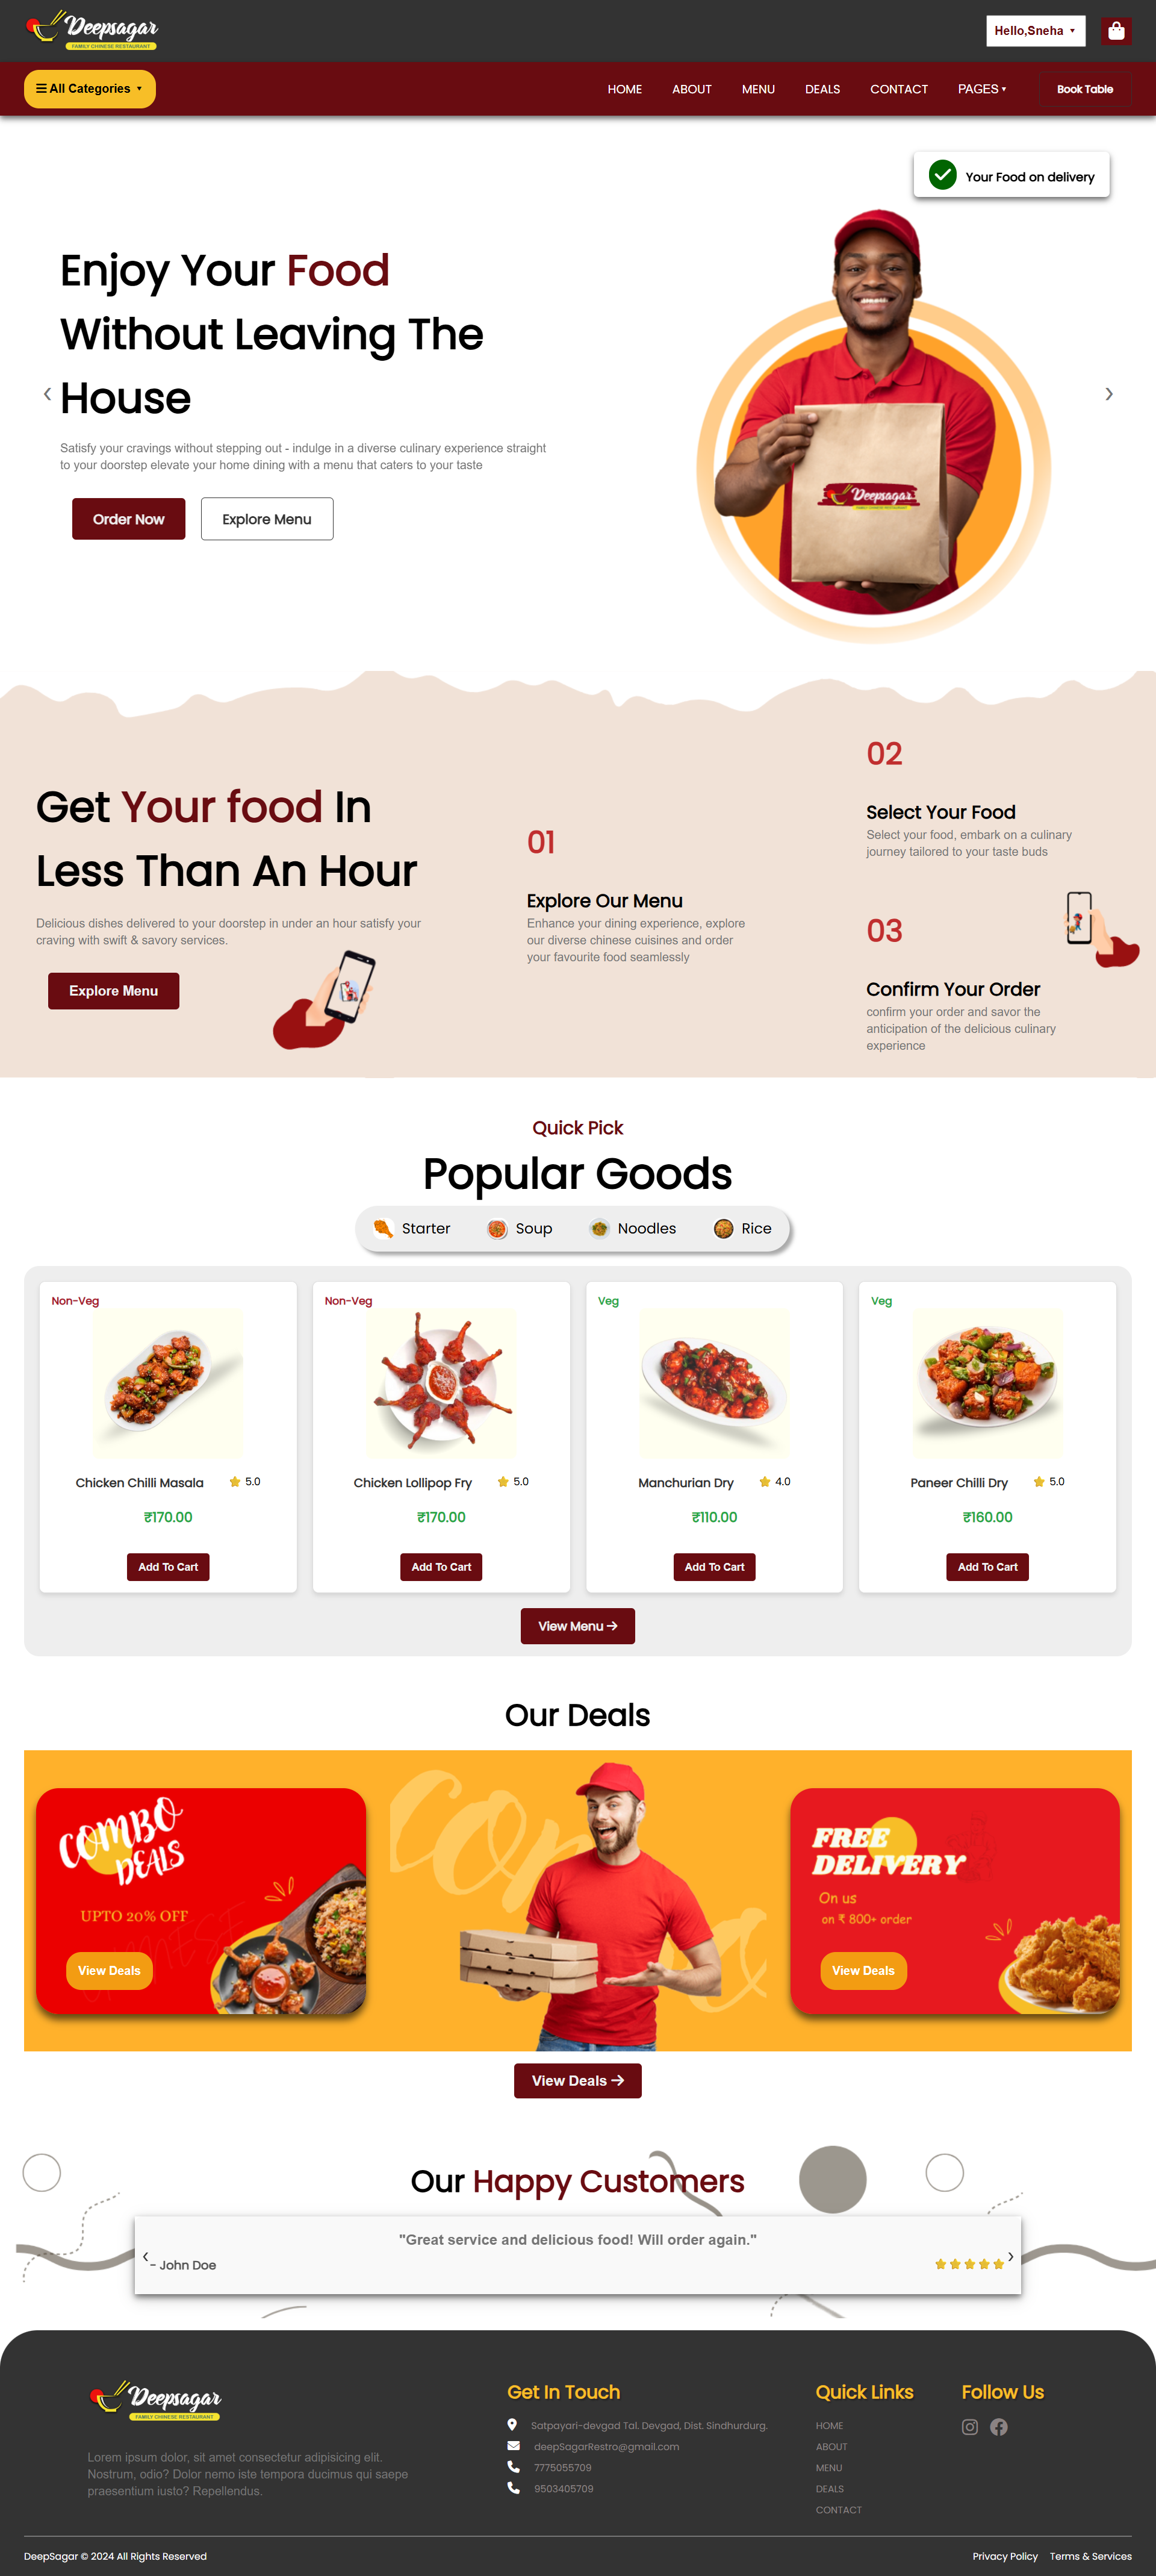 Deepsagar
FAMILY CHINESE RESTAURANT
Hello,Sneha
All Categories
HOME
ABOUT
MENU
DEALS
CONTACT
PAGES
Book Table
Your Food on delivery
Enjoy Your Food
Without Leaving The
House
Satisfy your cravings without stepping out - indulge in a diverse culinary experience straight
to your doorstep elevate your home dining with a menu that caters to your taste
Order Now
Explore Menu
Deepsagar
FAMILY CHINESE RESTAURANT
Get Your food In
Less Than An Hour
Delicious dishes delivered to your doorstep in under an hour satisfy your
craving with swift & savory services.
Explore Menu
01
Explore Our Menu
Enhance your dining experience, explore
our diverse chinese cuisines and order
your favourite food seamlessly
02
Select Your Food
Select your food, embark on a culinary
journey tailored to your taste buds
03
Confirm Your Order
confirm your order and savor the
anticipation of the delicious culinary
experience
Quick Pick
Popular Goods
Starter
Soup
Noodles
Rice
Non-Veg
Chicken Chilli Masala
5.0
₹170.00
Add To Cart
Non-Veg
Chicken Lollipop Fry
5.0
₹170.00
Add To Cart
Veg
Manchurian Dry
4.0
₹110.00
Add To Cart
Veg
Paneer Chilli Dry
5.0
₹160.00
Add To Cart
View Menu
Our Deals
COMBO
DEALS
UPTO 20% OFF
View Deals
FREE
DELIVERY
On us
on ₹ 800+ order
View Deals
View Deals
Our Happy Customers
"Great service and delicious food! Will order again."
- John Doe
Deepsagar
FAMILY CHINESE RESTAURANT
Lorem ipsum dolor, sit amet consectetur adipisicing elit.
Nostrum, odio? Dolor nemo iste tempora ducimus qui saepe
praesentium iusto? Repellendus.
Get In Touch
Satpayari-devgad Tal. Devgad, Dist. Sindhurdurg.
deepSagarRestro@gmail.com
7775055709
9503405709
Quick Links
HOME
ABOUT
MENU
DEALS
CONTACT
Follow Us
DeepSagar © 2024 All Rights Reserved
Privacy Policy
Terms & Services